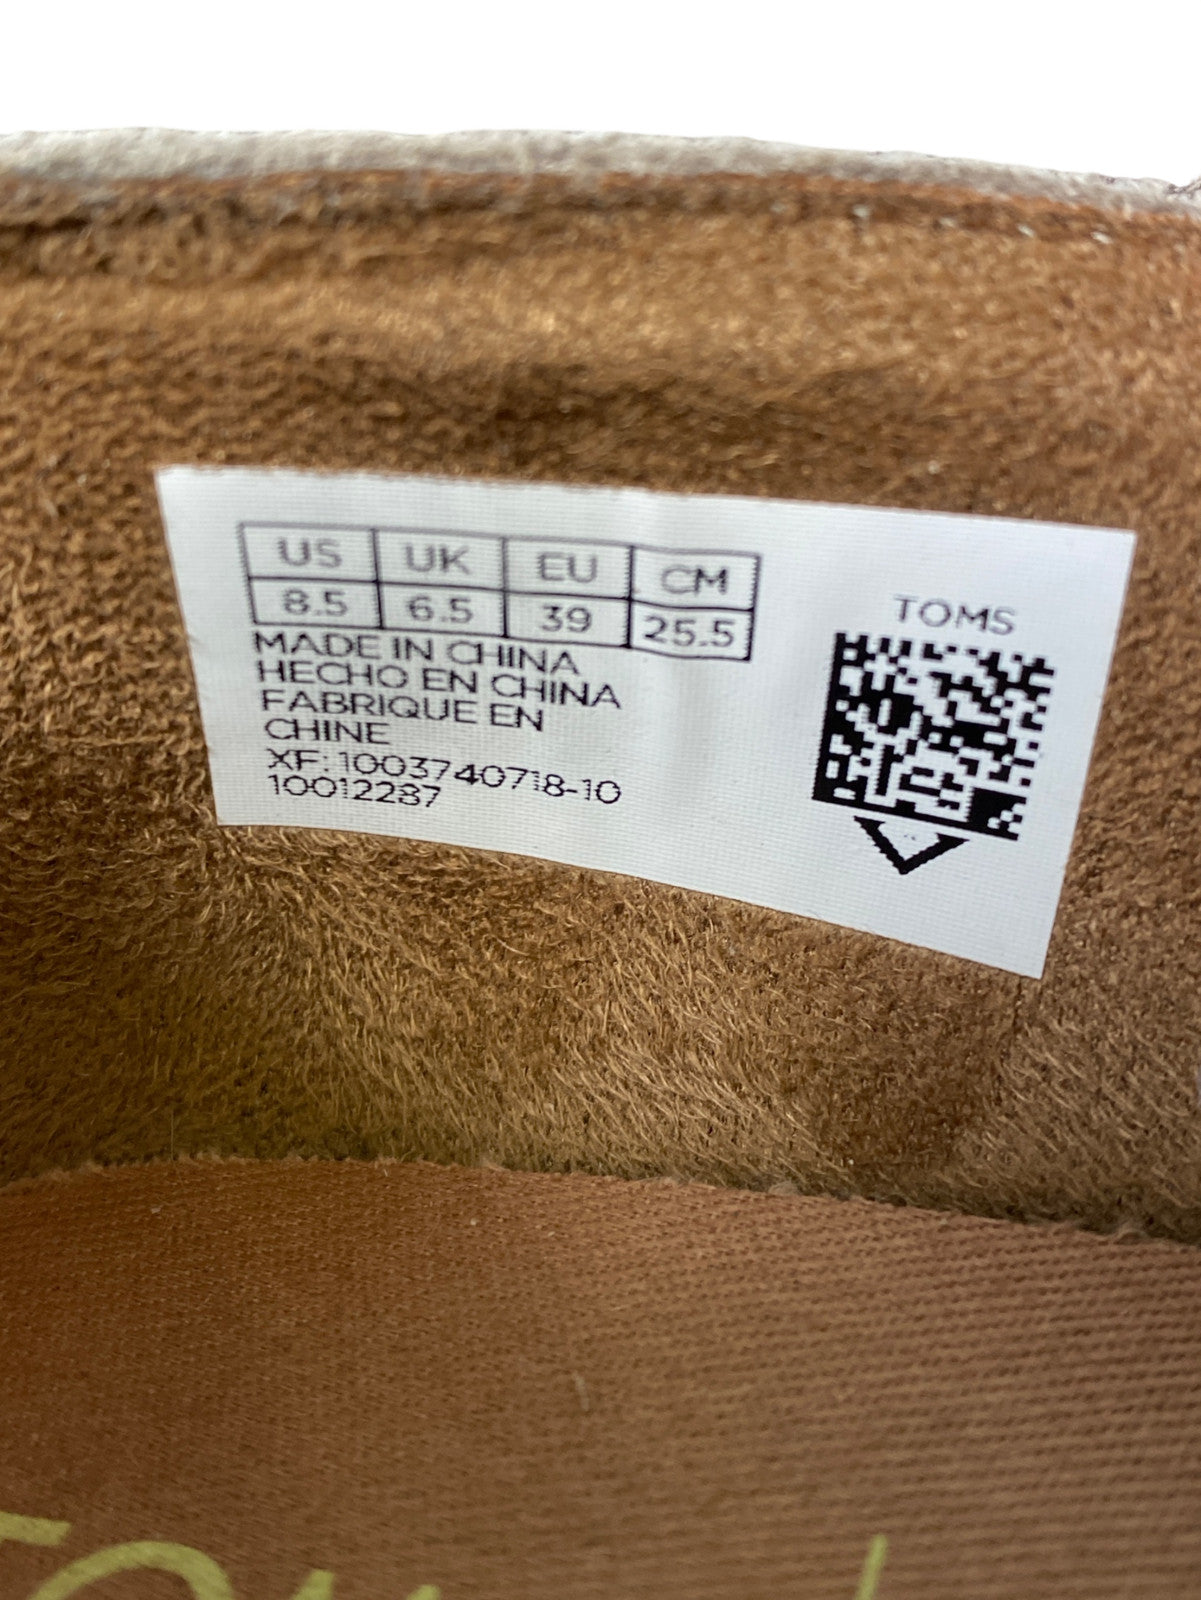 US UK EU CM
8.5 6.5 39 25.5
MADE IN CHINA
HECHO EN CHINA
FABRIQUE EN
CHINE
XF: 1003740718-10
10012287
TOMS